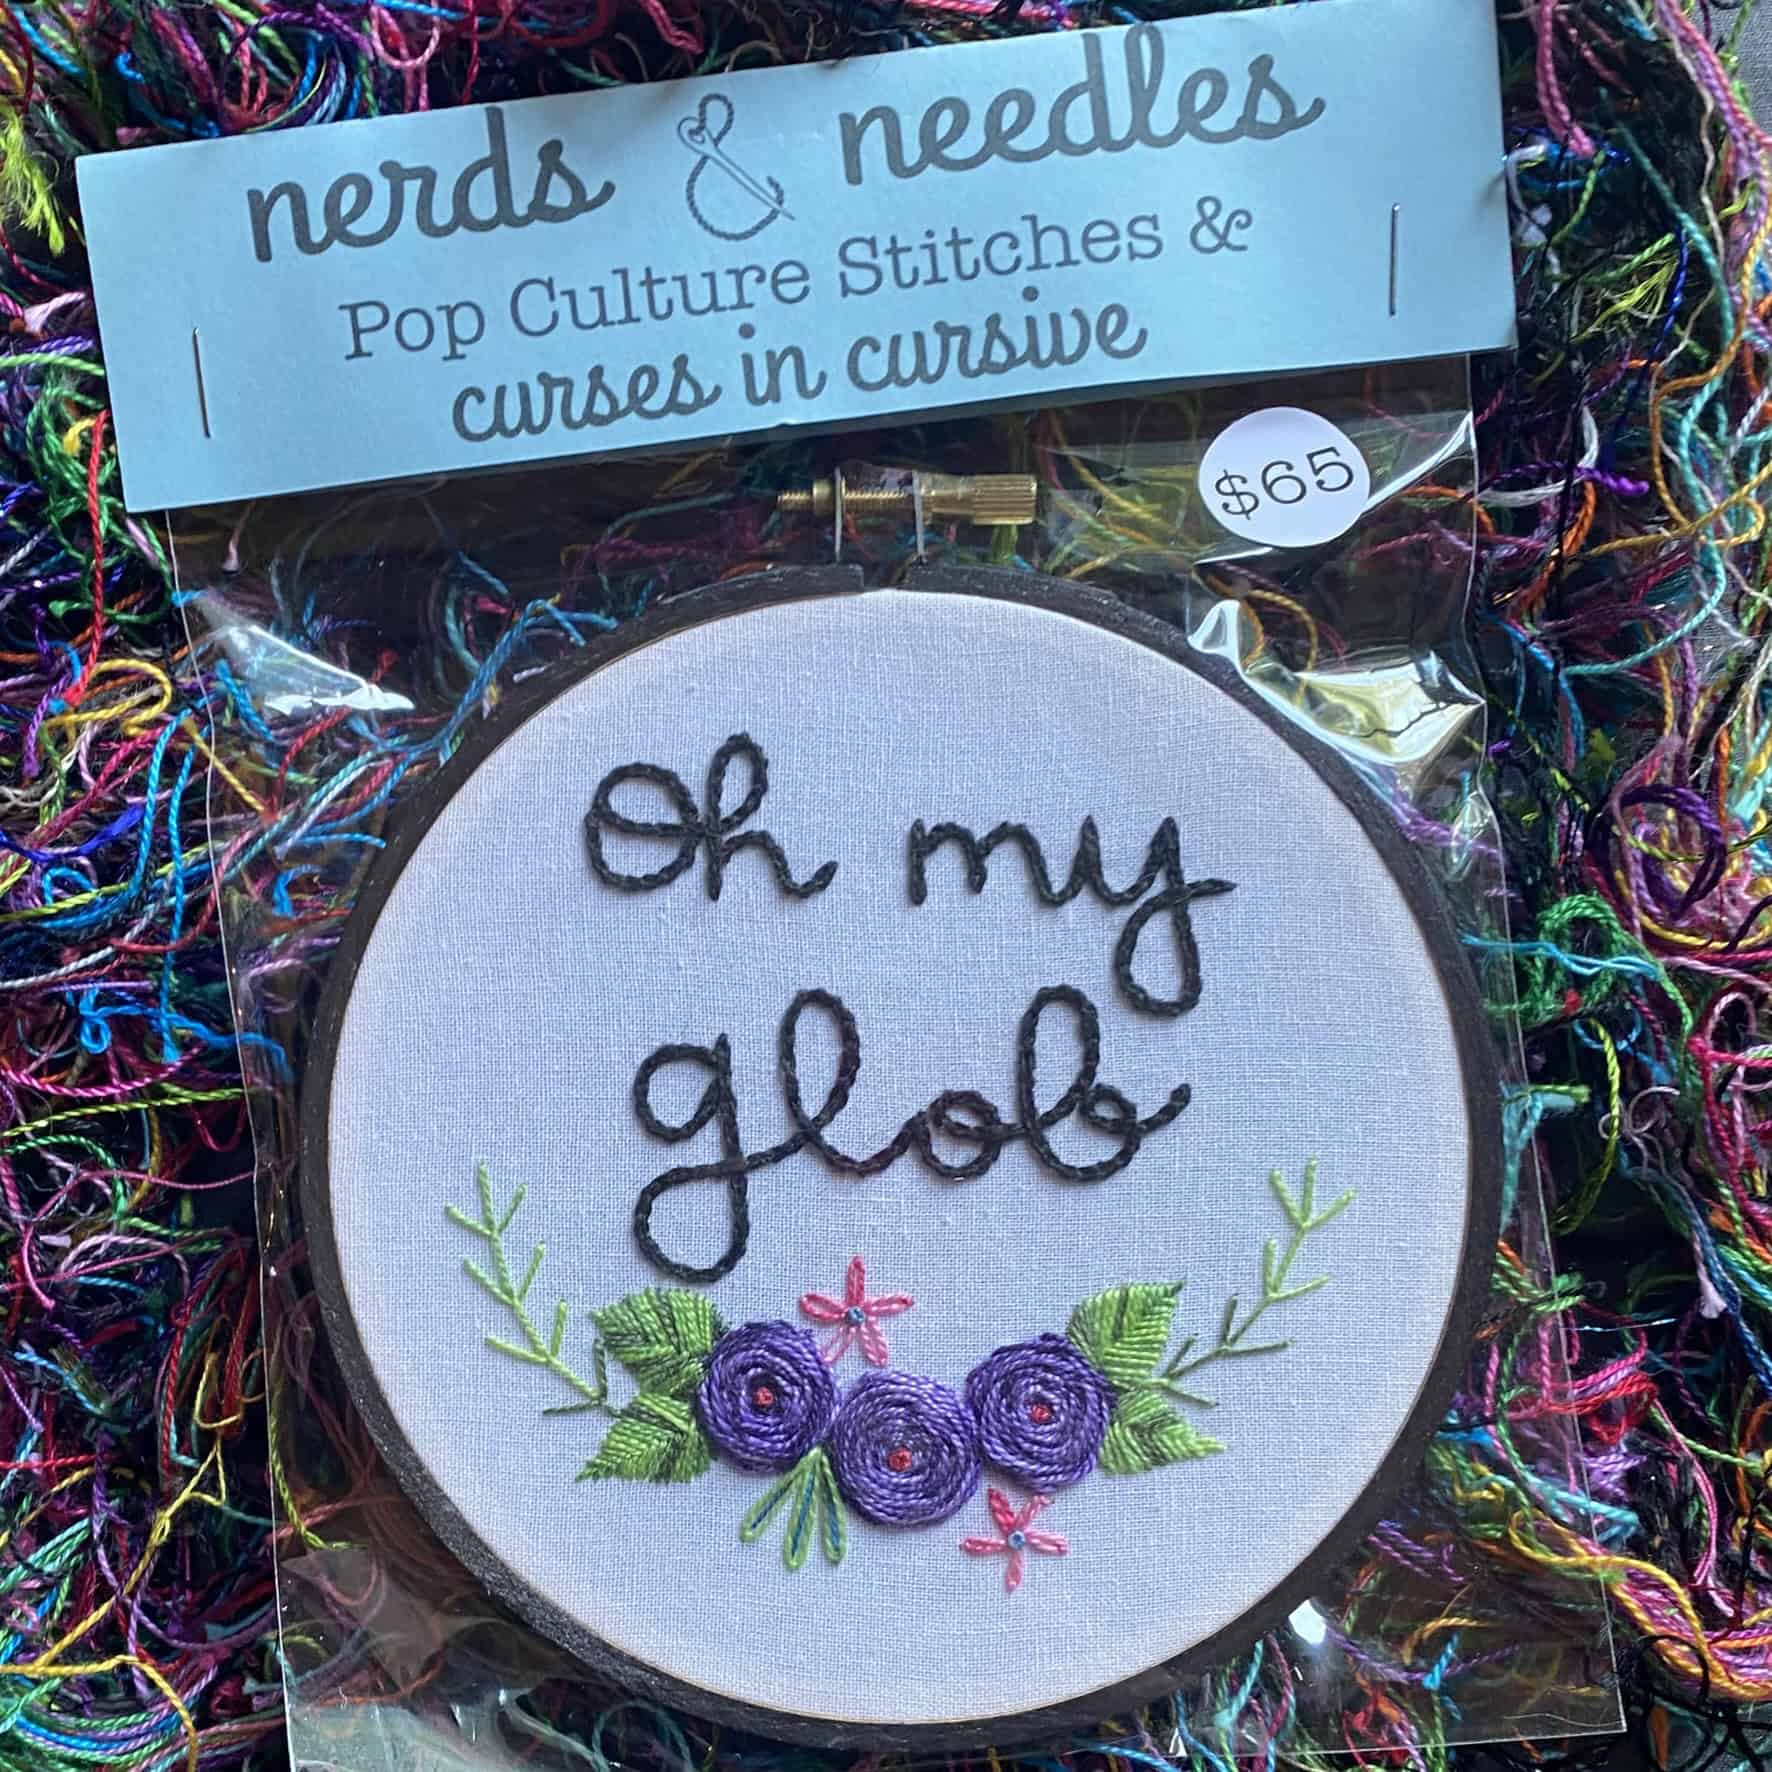 nerds & needles
Pop Culture Stitches &
curses in cursive
$65
Oh my
glob